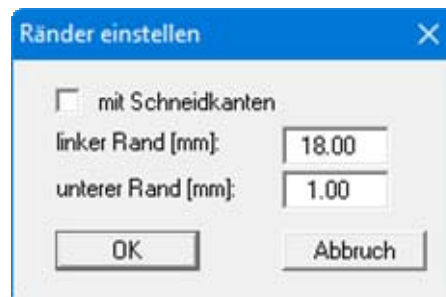 Ränder einstellen
mit Schneidkanten
linker Rand [mm]: 18.00
unterer Rand [mm]: 1.00
OK Abbruch